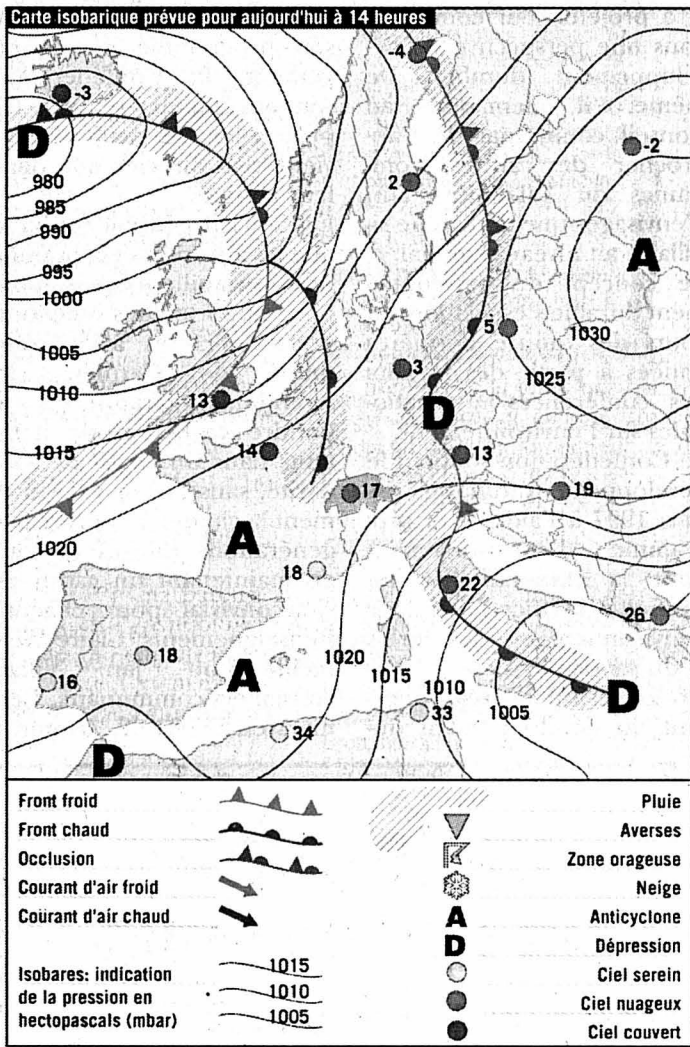 Carte isobarique prévue pour aujourd'hui à 14 heures
-4
-3
D
-2
980
2
985
990
A
995
1000
5
1030
1005
3
1025
1010
13
D
1015
14
13
17
19
1020
A
18
22
26
18
1020
16
A
1015
1010
1005
D
33
34
D
Front froid
Pluie
Front chaud
Averses
Occlusion
Zone orageuse
Courant d'air froid
Neige
Courant d'air chaud
A
Anticyclone
D
Dépression
Isobares: indication
de la pression en
hectopascals (mbar)
1015
1010
1005
Ciel serein
Ciel nuageux
Ciel couvert